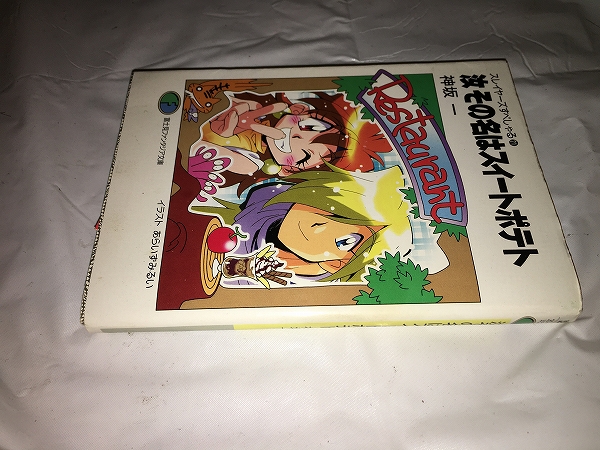 スレイヤーズすぺしゃる
汝 その名はスイートポテト
神坂 一
Restaurant
富士見ファンタジア文庫
イラスト あらいずみるい